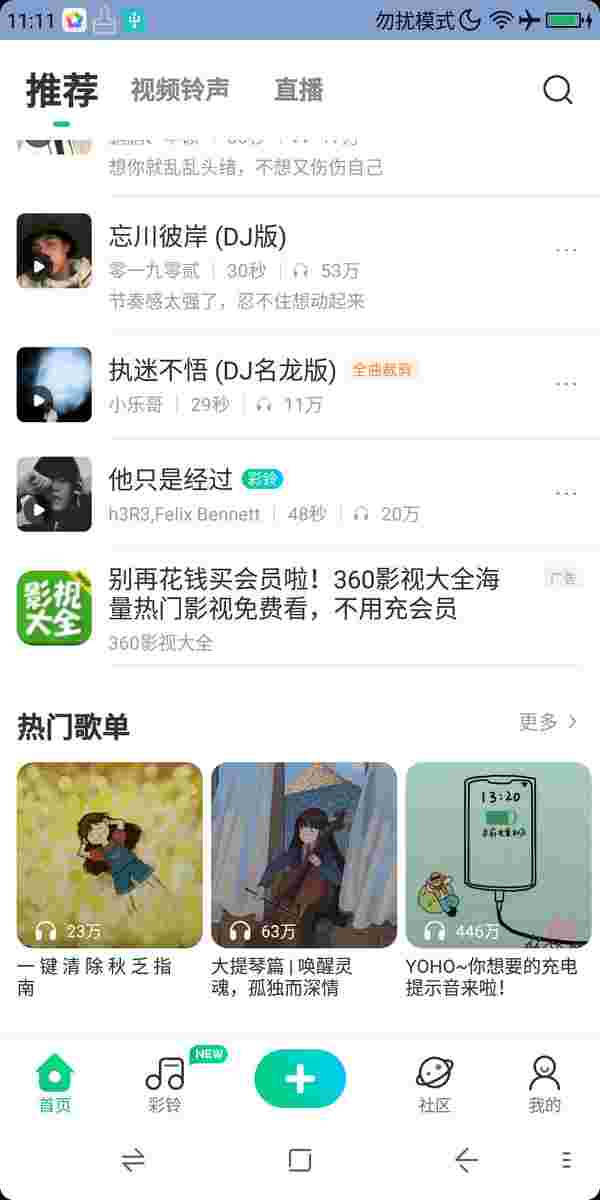 11:11
勿扰模式
推荐 视频铃声 直播
想你就乱乱头绪，不想又伤伤自己
忘川彼岸 (DJ版)
零一九零贰 | 30秒 | 53万
节奏感太强了，忍不住想动起来
执迷不悟 (DJ名龙版) 全曲裁剪
小乐哥 | 29秒 | 11万
他只是经过 彩铃
h3R3,Felix Bennett | 48秒 | 20万
影视大全
别再花钱买会员啦！360影视大全海
量热门影视免费看，不用充会员
广告
360影视大全
热门歌单
更多
23万
63万
13:20
446万
一键清除秋乏指
南
大提琴篇 | 唤醒灵
魂，孤独而深情
YOHO~你想要的充电
提示音来啦！
首页
NEW
彩铃
社区
我的